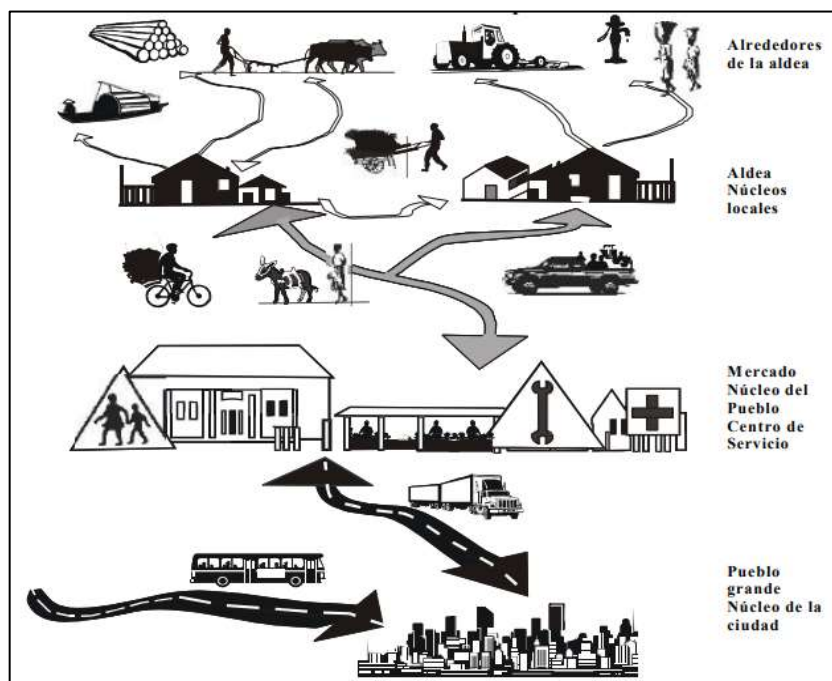 Alrededores
de la aldea
Aldea
Núcleos
locales
Mercado
Núcleo del
Pueblo
Centro de
Servicio
Pueblo
grande
Núcleo de la
ciudad